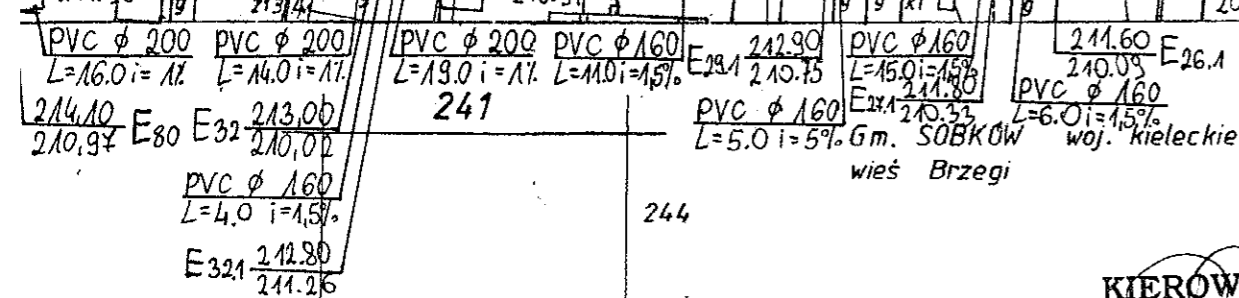 PVC φ 200 PVC φ 200 PVC φ 200 PVC φ 160 E29.1 212.90 PVC φ 160 211.60 E26.1
L=16.0 i=1% L=14.0 i=1% L=19.0 i=1% L=11.0 i=1,5% 210.75 L=15.0 i=1,5% 210.09
214,10 E80 E32 213,00 241 PVC φ 160 E27.1 211.80 PVC φ 160
210,97 210,02 L=5.0 i=5% 210.33 L=6.0 i=1,5%
Gm. SOBKÓW woj. kieleckie
wieś Brzegi
PVC φ 160
L=4.0 i=1,5%
244
E32.1 212.80
211.26
KIEROW